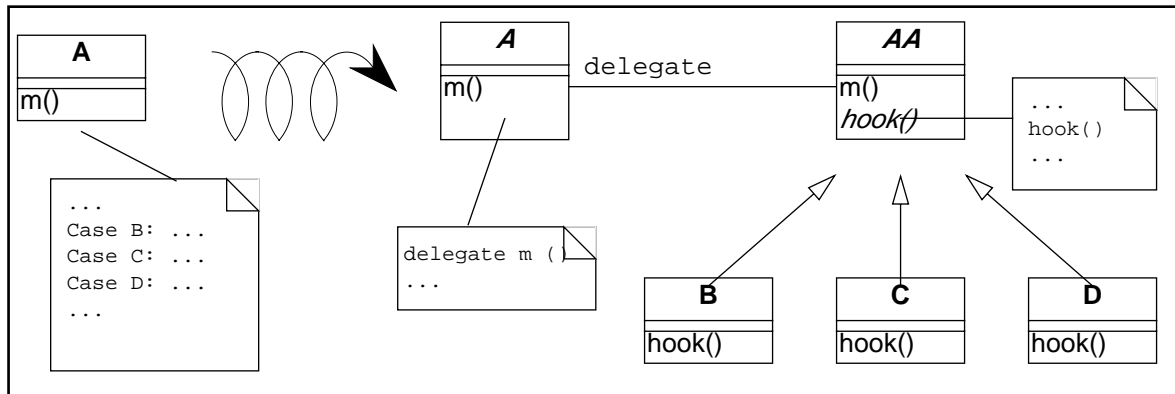 A
m()
...
Case B: ...
Case C: ...
Case D: ...
...
A
m()
delegate
delegate m ()
...
AA
m()
hook()
...
hook()
...
B
hook()
C
hook()
D
hook()